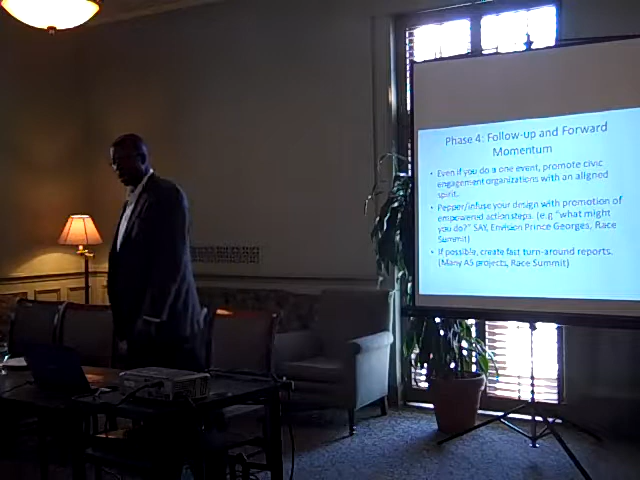 Phase 4: Follow-up and Forward
Momentum
• Even if you do a one event, promote civic
engagement organizations with an aligned
spirit.
• Pepper/infuse your design with promotion of
empowered action steps. (e.g "what might
you do?" SAY, Envision Prince Georges, Race
Summit)
• If possible, create fast turn-around reports.
(Many AS projects, Race Summit)